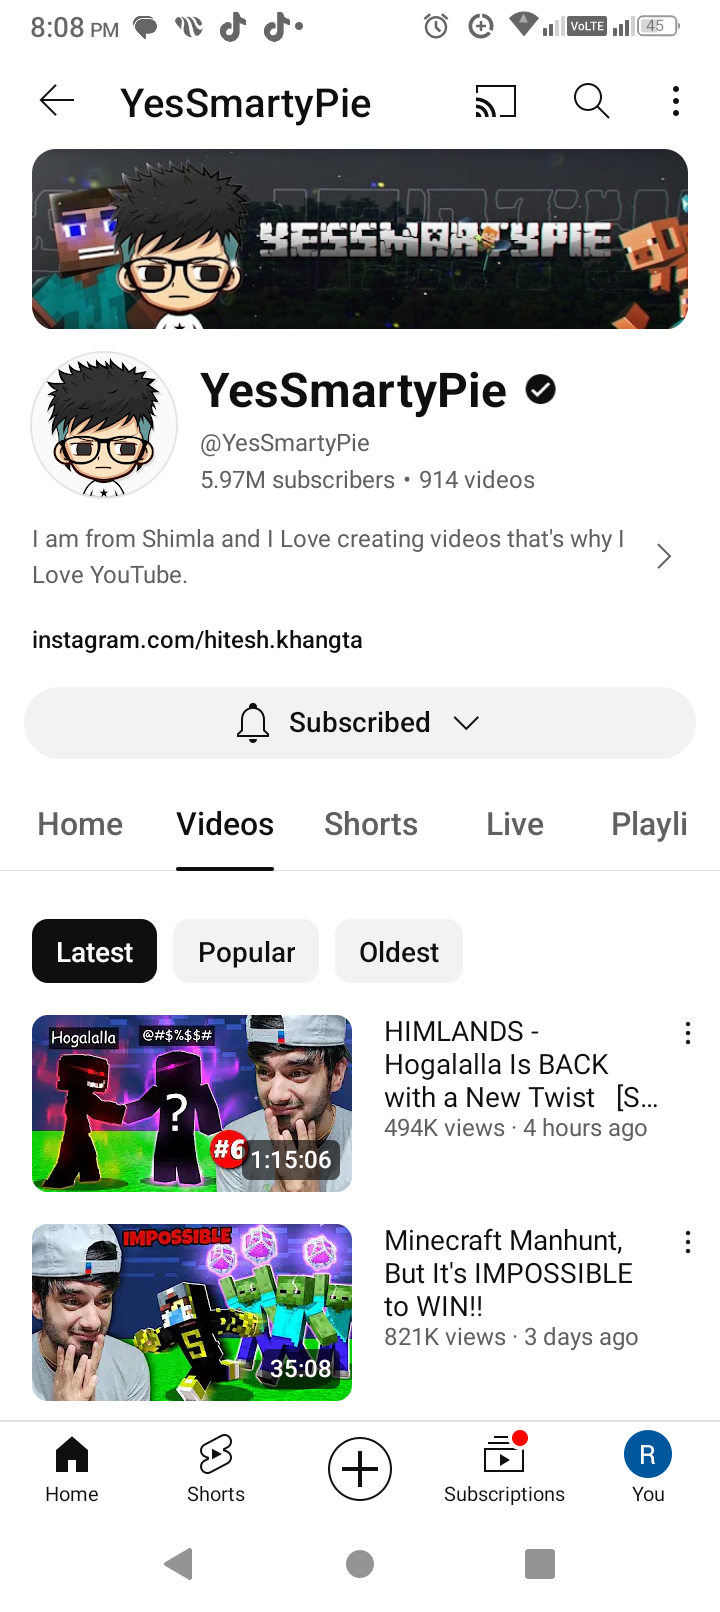 8:08 PM
VoLTE
45
YesSmartyPie
YESSMARTYPIE
YesSmartyPie
@YesSmartyPie
5.97M subscribers • 914 videos
I am from Shimla and I Love creating videos that's why I
Love YouTube.
instagram.com/hitesh.khangta
Subscribed
Home Videos Shorts Live Playli
Latest Popular Oldest
Hogalalla @#$%$$#
?
#6
1:15:06
HIMLANDS -
Hogalalla Is BACK
with a New Twist [S...
494K views · 4 hours ago
IMPOSSIBLE
S
35:08
Minecraft Manhunt,
But It's IMPOSSIBLE
to WIN!!
821K views · 3 days ago
R
Home Shorts Subscriptions You